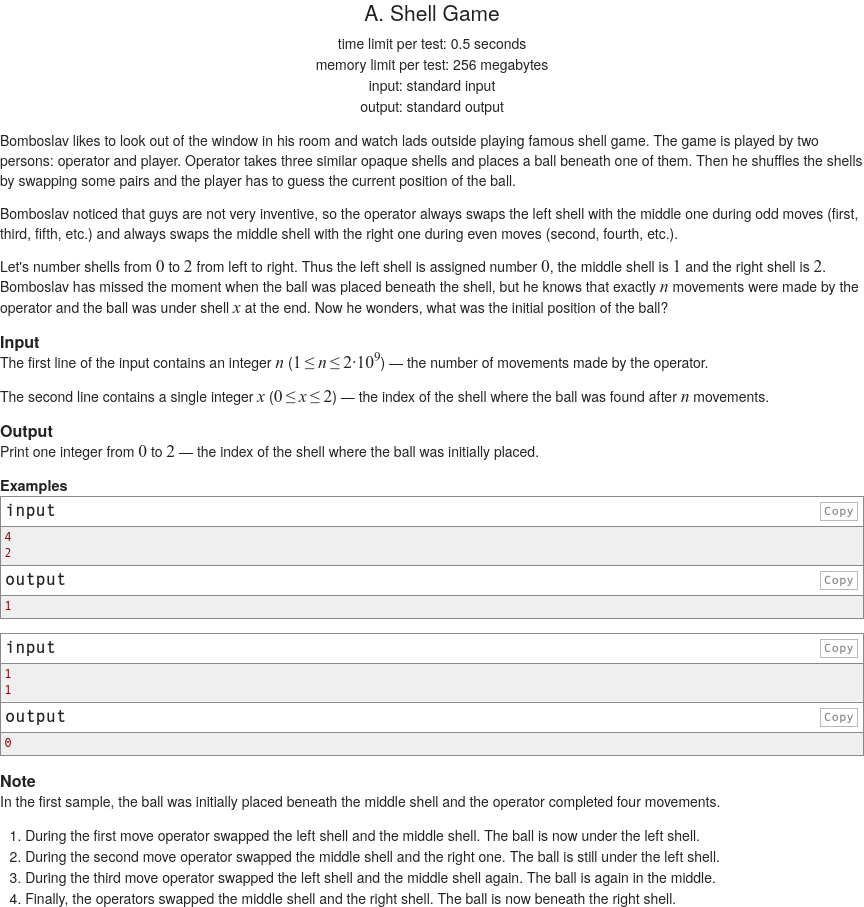 A. Shell Game
time limit per test: 0.5 seconds
memory limit per test: 256 megabytes
input: standard input
output: standard output
Bomboslav likes to look out of the window in his room and watch lads outside playing famous shell game. The game is played by two
persons: operator and player. Operator takes three similar opaque shells and places a ball beneath one of them. Then he shuffles the shells
by swapping some pairs and the player has to guess the current position of the ball.
Bomboslav noticed that guys are not very inventive, so the operator always swaps the left shell with the middle one during odd moves (first,
third, fifth, etc.) and always swaps the middle shell with the right one during even moves (second, fourth, etc.).
Let's number shells from 0 to 2 from left to right. Thus the left shell is assigned number 0, the middle shell is 1 and the right shell is 2.
Bomboslav has missed the moment when the ball was placed beneath the shell, but he knows that exactly n movements were made by the
operator and the ball was under shell x at the end. Now he wonders, what was the initial position of the ball?
Input
The first line of the input contains an integer n (1 ≤ n ≤ 2·10⁹) — the number of movements made by the operator.
The second line contains a single integer x (0 ≤ x ≤ 2) — the index of the shell where the ball was found after n movements.
Output
Print one integer from 0 to 2 — the index of the shell where the ball was initially placed.
Examples
input Copy
4
2
output Copy
1
input Copy
1
1
output Copy
0
Note
In the first sample, the ball was initially placed beneath the middle shell and the operator completed four movements.
1. During the first move operator swapped the left shell and the middle shell. The ball is now under the left shell.
2. During the second move operator swapped the middle shell and the right one. The ball is still under the left shell.
3. During the third move operator swapped the left shell and the middle shell again. The ball is again in the middle.
4. Finally, the operators swapped the middle shell and the right shell. The ball is now beneath the right shell.